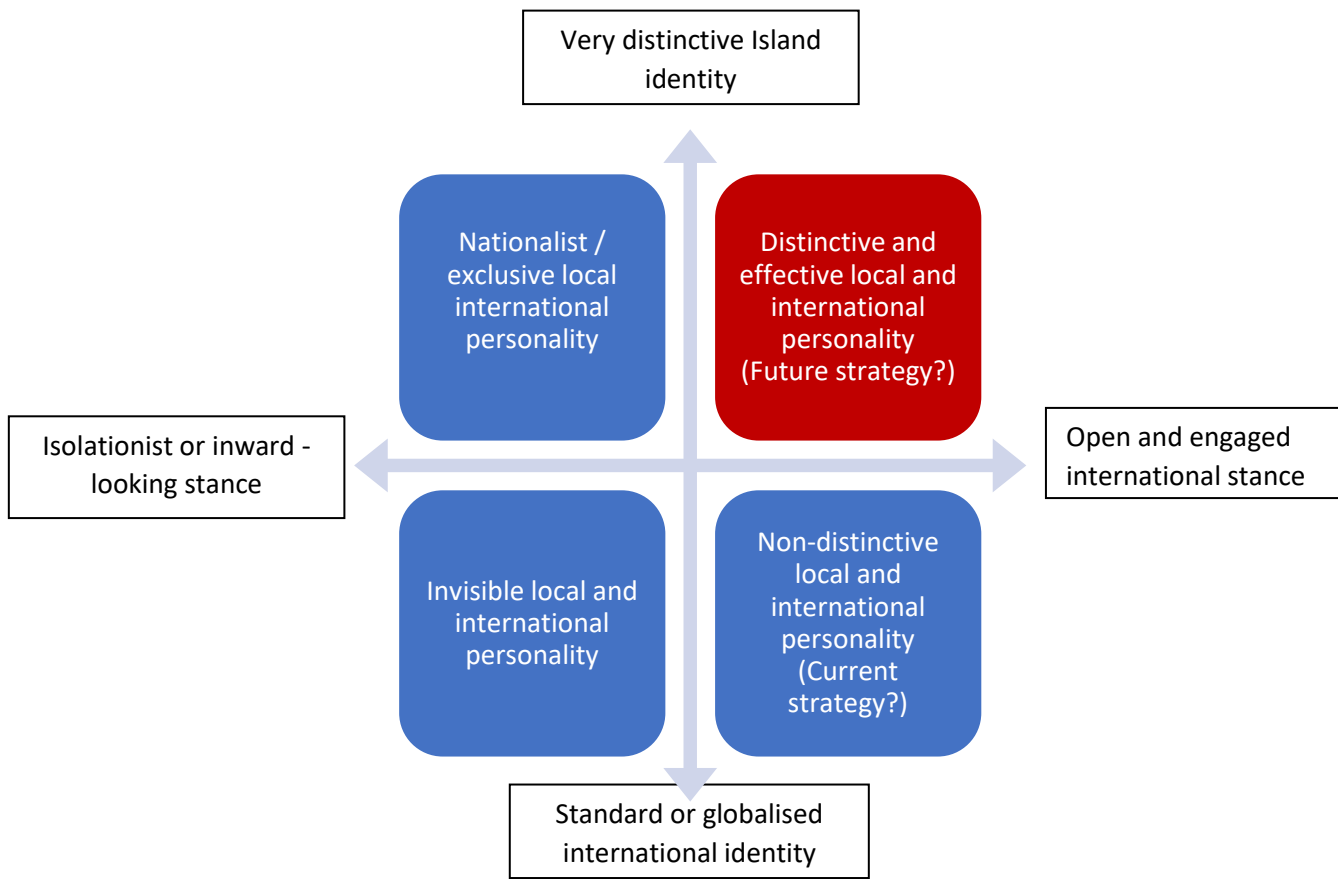 Very distinctive Island
identity
Nationalist /
exclusive local
international
personality
Distinctive and
effective local and
international
personality
(Future strategy?)
Isolationist or inward -
looking stance
Open and engaged
international stance
Invisible local and
international
personality
Non-distinctive
local and
international
personality
(Current
strategy?)
Standard or globalised
international identity